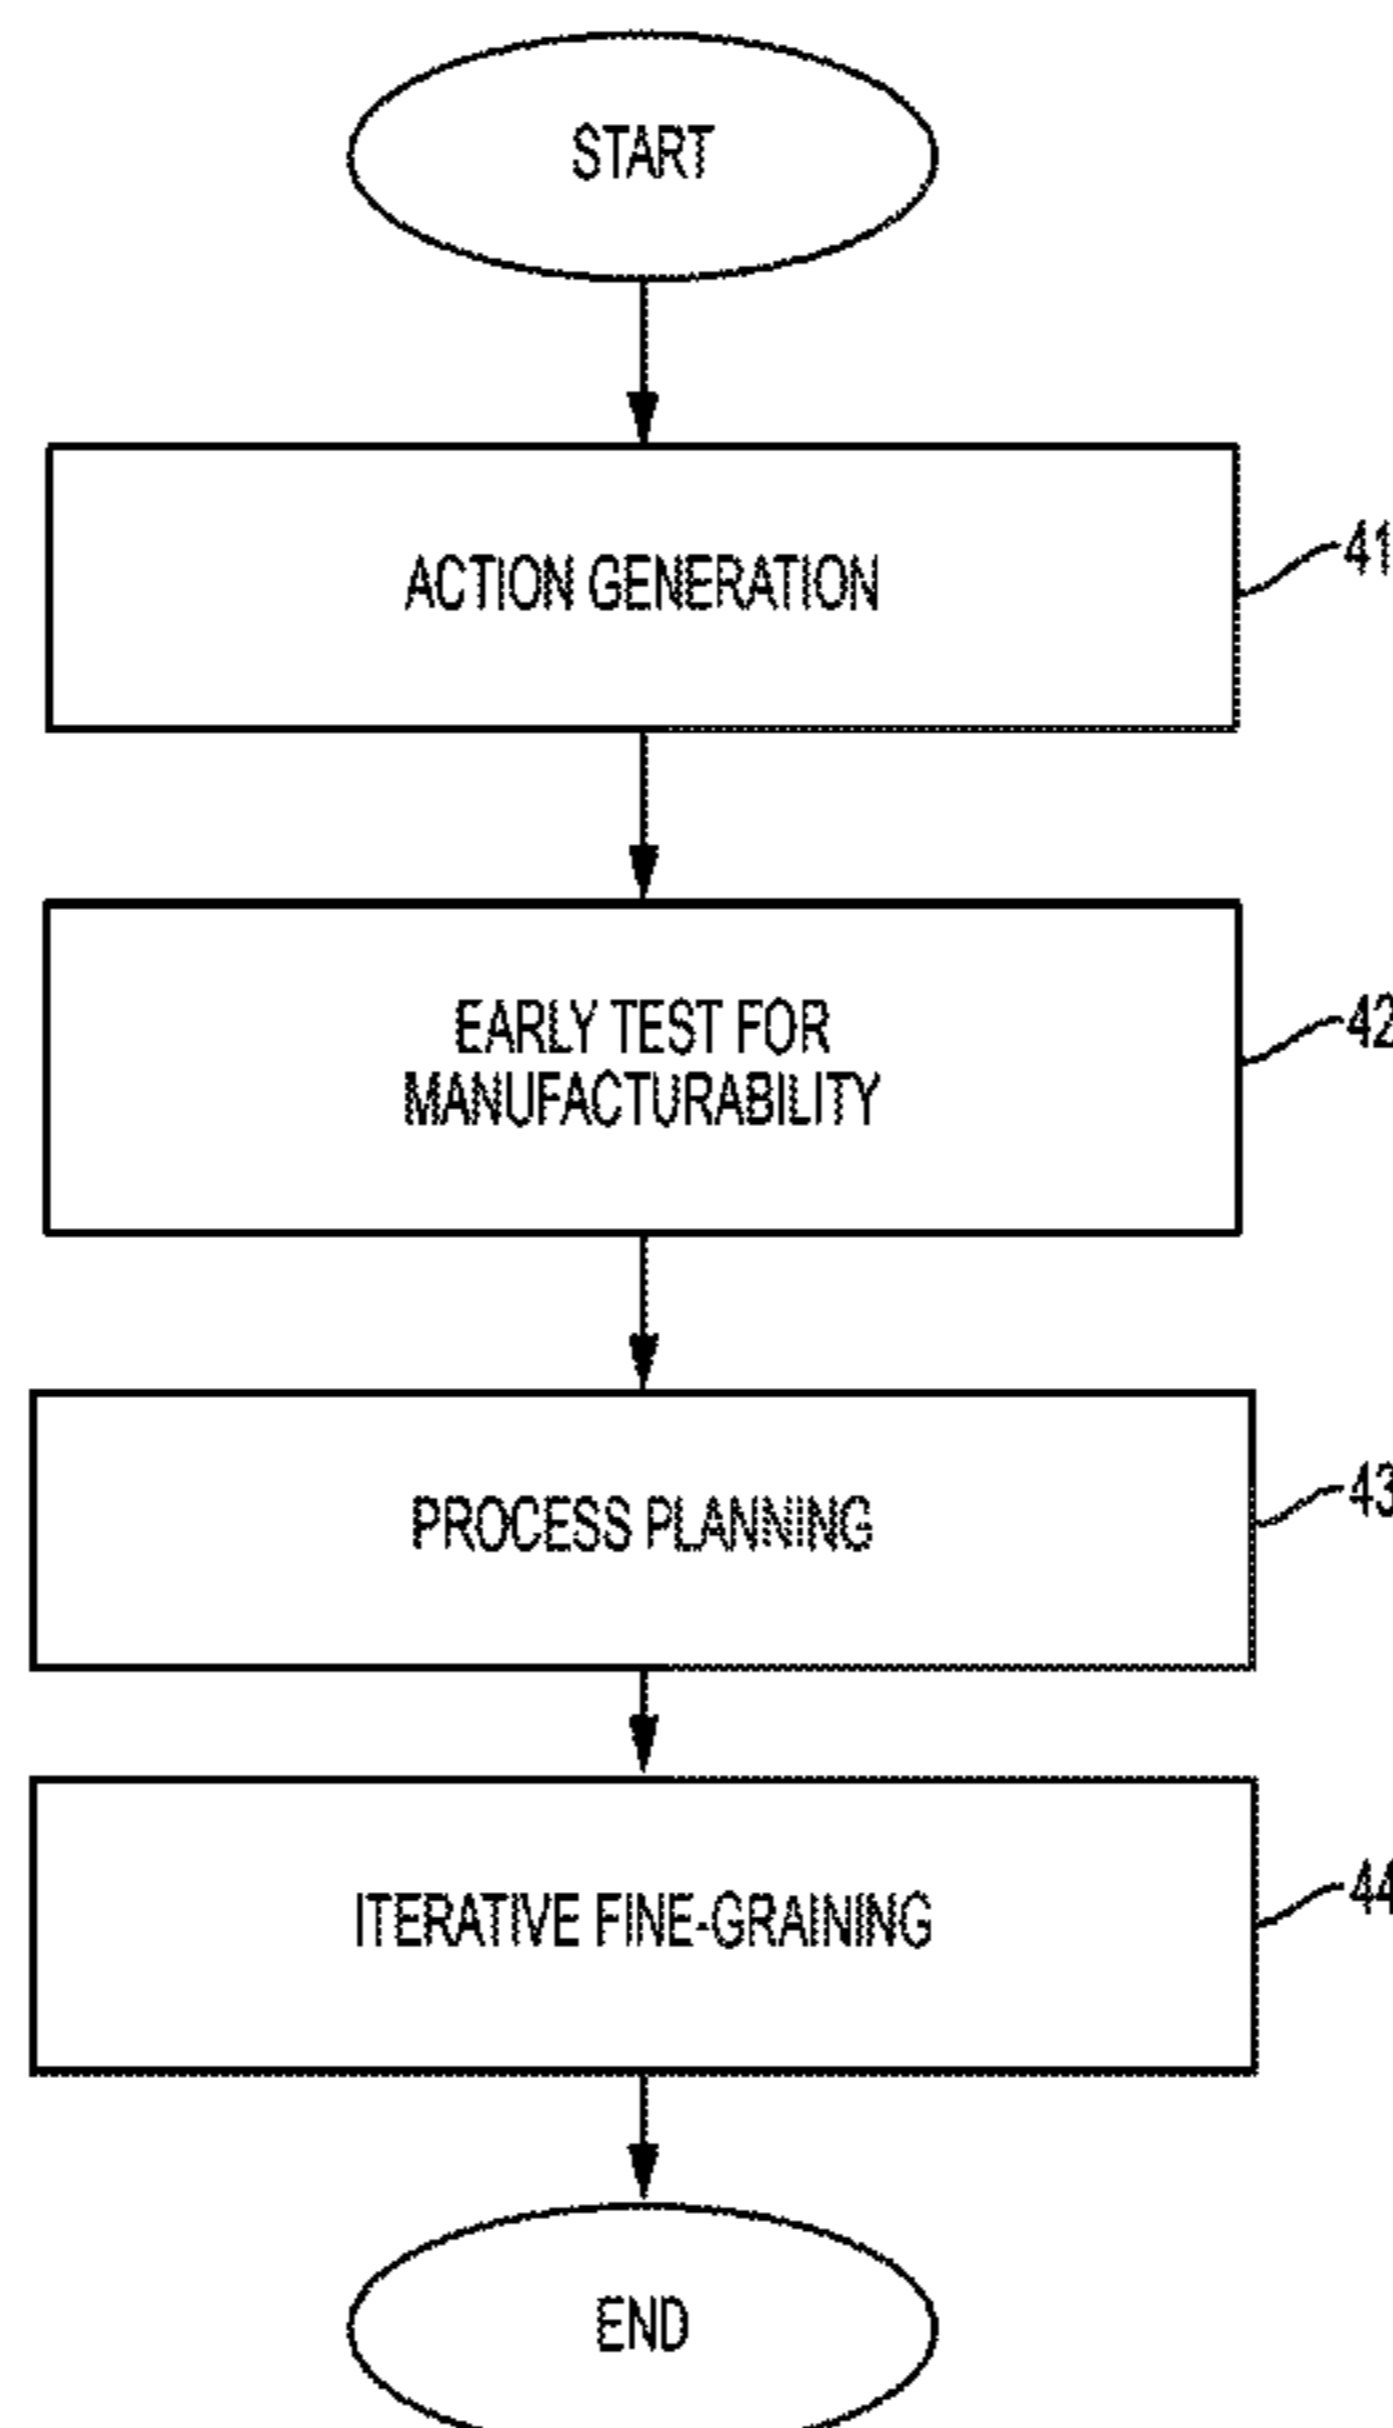 START
ACTION GENERATION
41
EARLY TEST FOR
MANUFACTURABILITY
42
PROCESS PLANNING
43
ITERATIVE FINE-GRAINING
44
END